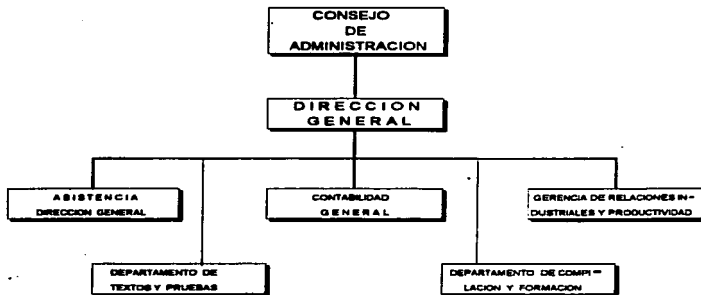 CONSEJO
DE
ADMINISTRACION
DIRECCION
GENERAL
ASISTENCIA
DIRECCION GENERAL
CONTABILIDAD
GENERAL
GERENCIA DE RELACIONES IN-
DUSTRIALES Y PRODUCTIVIDAD
DEPARTAMENTO DE
TEXTOS Y PRUEBAS
DEPARTAMENTO DE COMPI-
LACION Y FORMACION